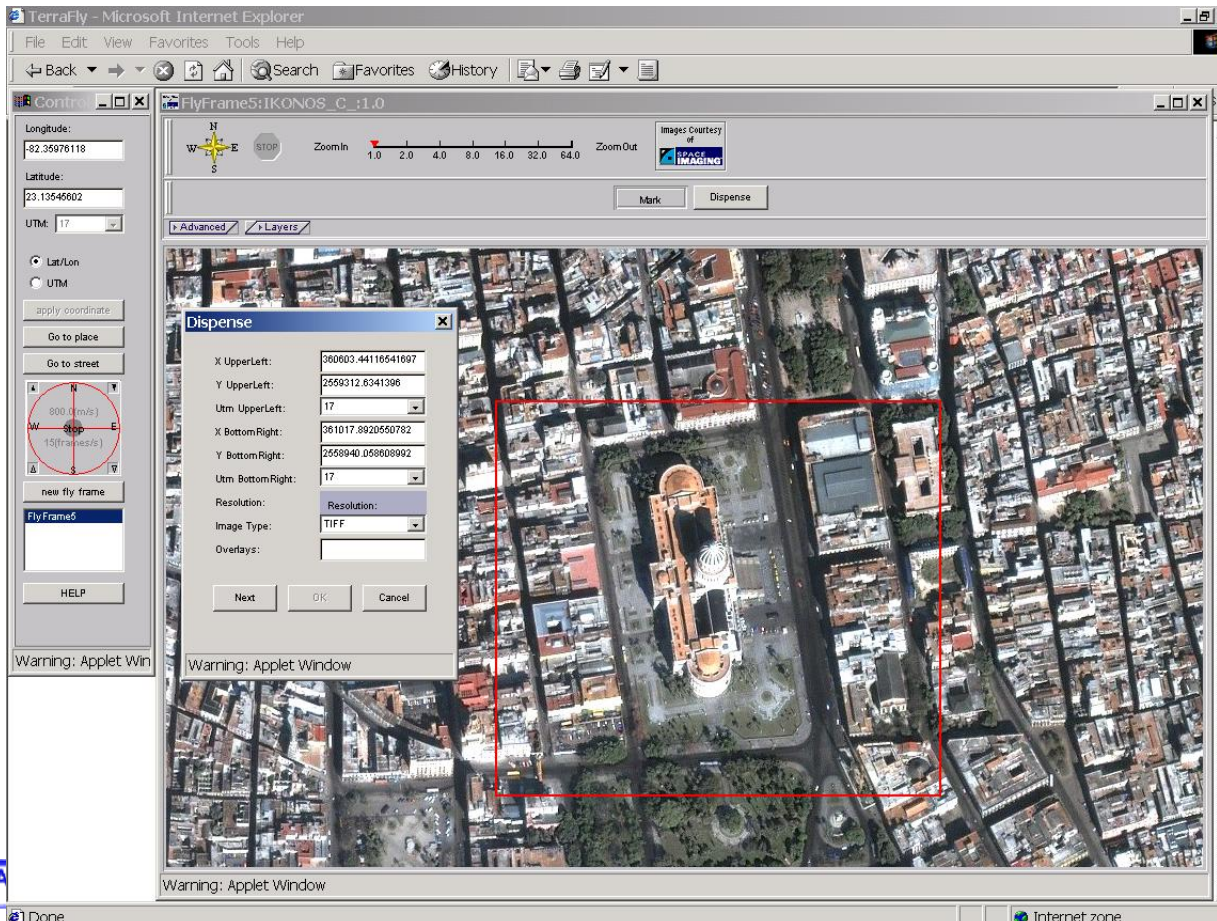 TerraFly - Microsoft Internet Explorer
File Edit View Favorites Tools Help
Back Search Favorites History
Control
Longitude:
-82.35976118
Latitude:
23.13545602
UTM: 17
Lat/Lon
UTM
apply coordinate
Go to place
Go to street
N
800.0(m/s)
W Stop E
15(frames/s)
S
new fly frame
FlyFrame5
HELP
Warning: Applet Win
FlyFrame5:IKONOS_C_:1.0
N
W E
S
STOP
Zoom In
1.0 2.0 4.0 8.0 16.0 32.0 64.0
Zoom Out
Images Courtesy
of
SPACE
IMAGING
Mark Dispense
Advanced Layers
Dispense
X UpperLeft: 360603.44116541697
Y UpperLeft: 2559312.6341396
Utm UpperLeft: 17
X BottomRight: 361017.8920550782
Y BottomRight: 2558940.058608992
Utm BottomRight: 17
Resolution: Resolution:
Image Type: TIFF
Overlays:
Next OK Cancel
Warning: Applet Window
Warning: Applet Window
A
Done Internet zone